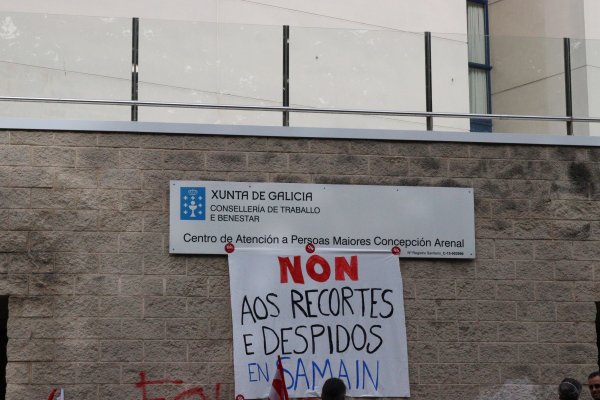 XUNTA DE GALICIA
CONSELLERÍA DE TRABALLO
E BENESTAR
Centro de Atención a Persoas Maiores Concepción Arenal
NON
AOS RECORTES
E DESPIDOS
EN SAMAIN